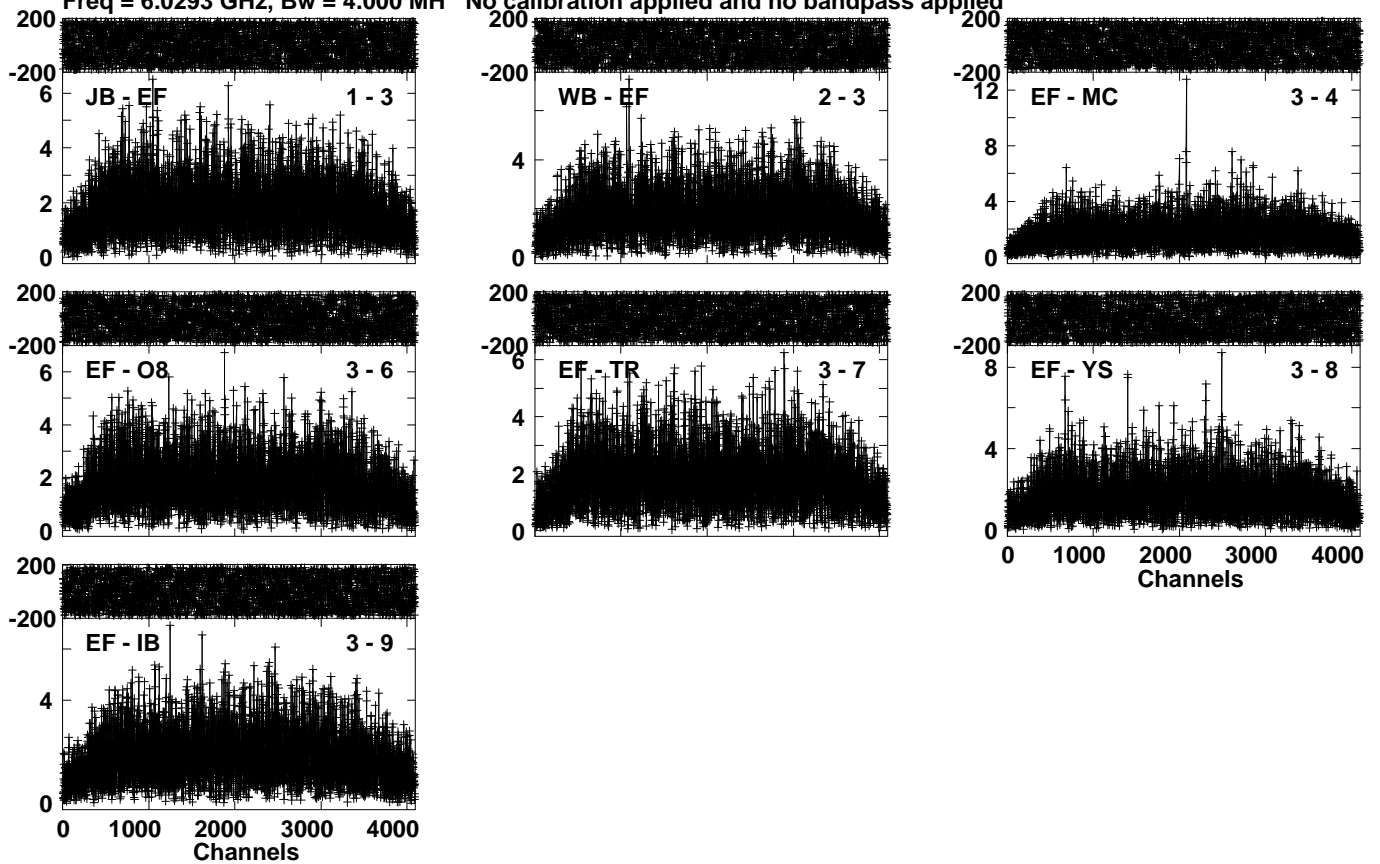 Freq = 6.0293 GHz, Bw = 4.000 MH No calibration applied and no bandpass applied
200 200 200
-200 -200 -200
JB - EF 1 - 3 WB - EF 2 - 3 EF - MC 3 - 4
6 12
4 4 8
2 4
0 0 0
200 200 200
-200 -200 -200
EF - O8 3 - 6 EF - TR 3 - 7 EF - YS 3 - 8
6 6 8
4 4 4
2 2
0 0 0
0 1000 2000 3000 4000
Channels
200
-200
EF - IB 3 - 9
4
0
0 1000 2000 3000 4000
Channels